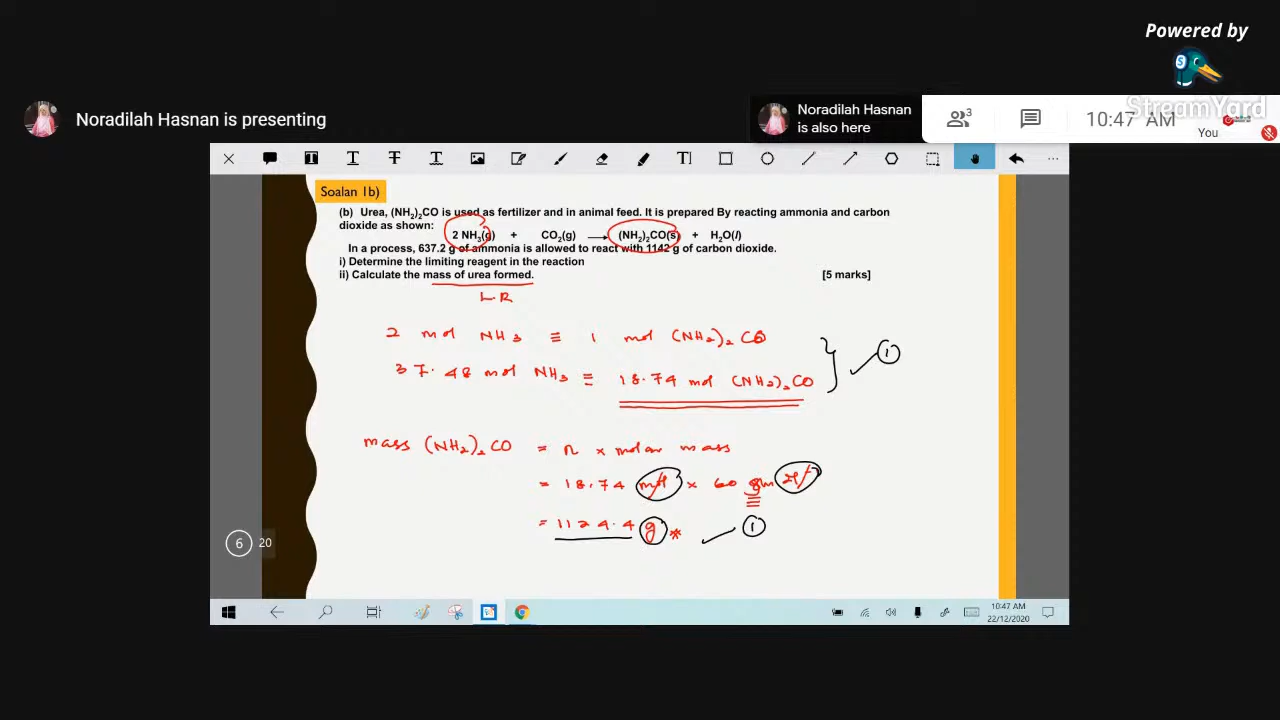 Powered by
StreamYard
Noradilah Hasnan is presenting
Noradilah Hasnan
is also here
3
10:47 AM
You
Soalan 1b)
(b) Urea, (NH2)2CO is used as fertilizer and in animal feed. It is prepared By reacting ammonia and carbon
dioxide as shown:
2 NH3(g) + CO2(g) → (NH2)2CO(s) + H2O(l)
In a process, 637.2 g of ammonia is allowed to react with 1142 g of carbon dioxide.
i) Determine the limiting reagent in the reaction
ii) Calculate the mass of urea formed. [5 marks]
L.R
2 mol NH3 ≡ 1 mol (NH2)2CO
37.48 mol NH3 ≡ 18.74 mol (NH2)2CO
1
mass (NH2)2CO = n × molar mass
= 18.74 mol × 60 g
= 1124.4 g *
1
6 20
10:47 AM
22/12/2020